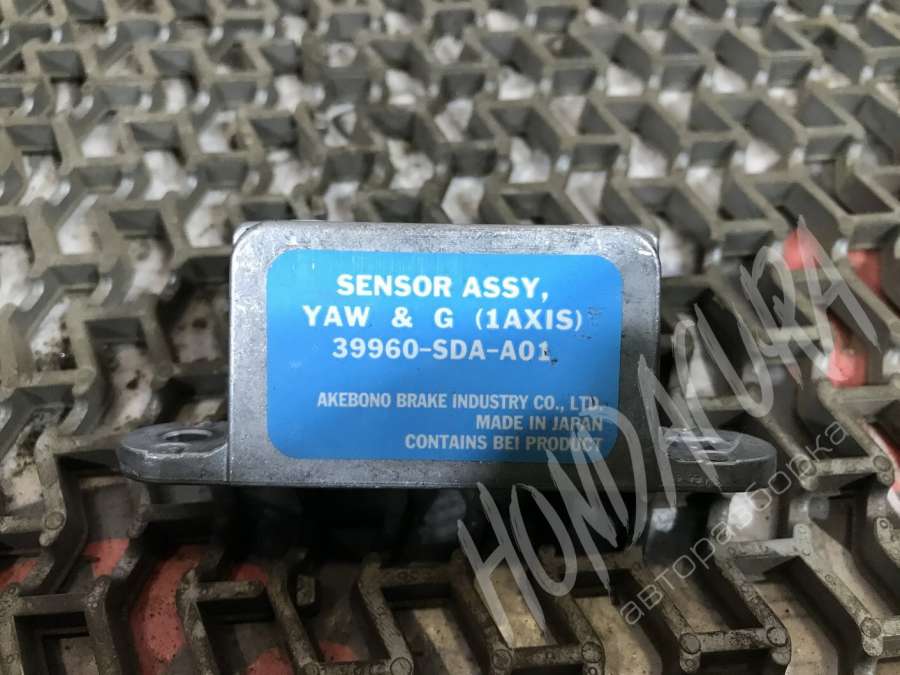 SENSOR ASSY,
YAW & G (1AXIS)
39960-SDA-A01
AKEBONO BRAKE INDUSTRY CO., LTD.
MADE IN JAPAN
CONTAINS BEI PRODUCT
HONDACURA
авторазборка